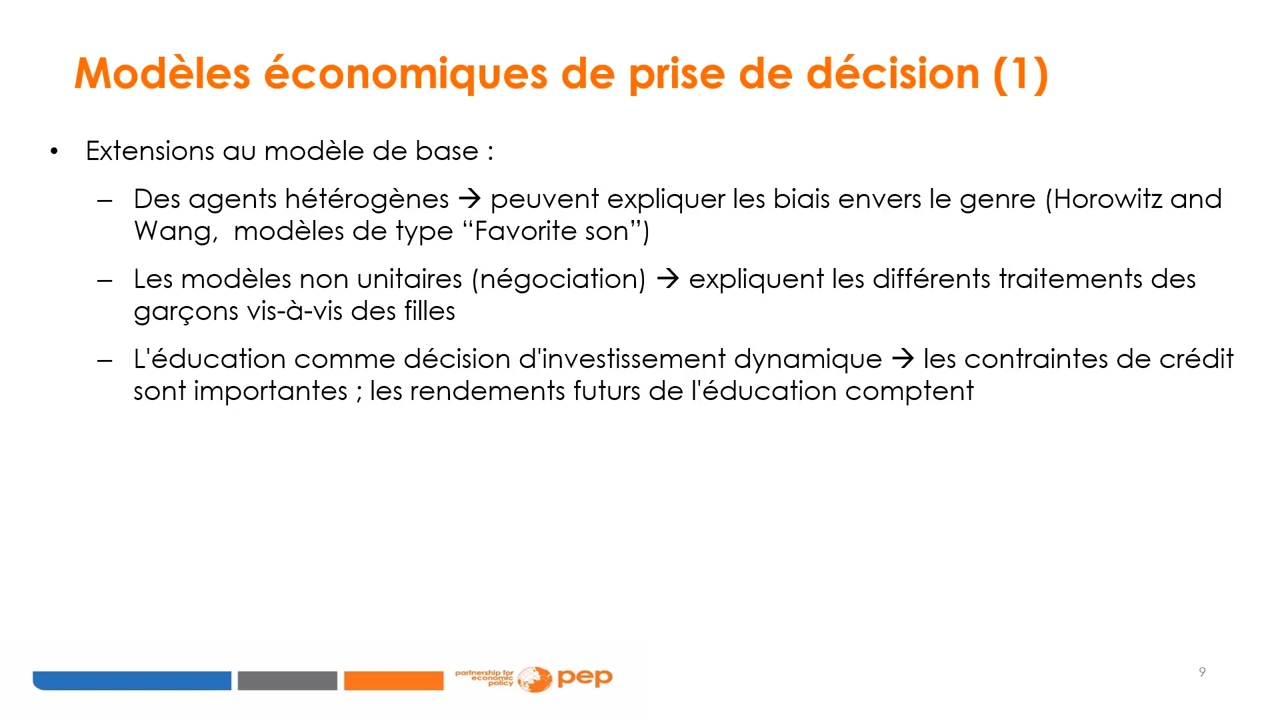 Modèles économiques de prise de décision (1)
• Extensions au modèle de base :
– Des agents hétérogènes → peuvent expliquer les biais envers le genre (Horowitz and
Wang, modèles de type “Favorite son”)
– Les modèles non unitaires (négociation) → expliquent les différents traitements des
garçons vis-à-vis des filles
– L'éducation comme décision d'investissement dynamique → les contraintes de crédit
sont importantes ; les rendements futurs de l'éducation comptent
partnership for
economic
policy
pep
9